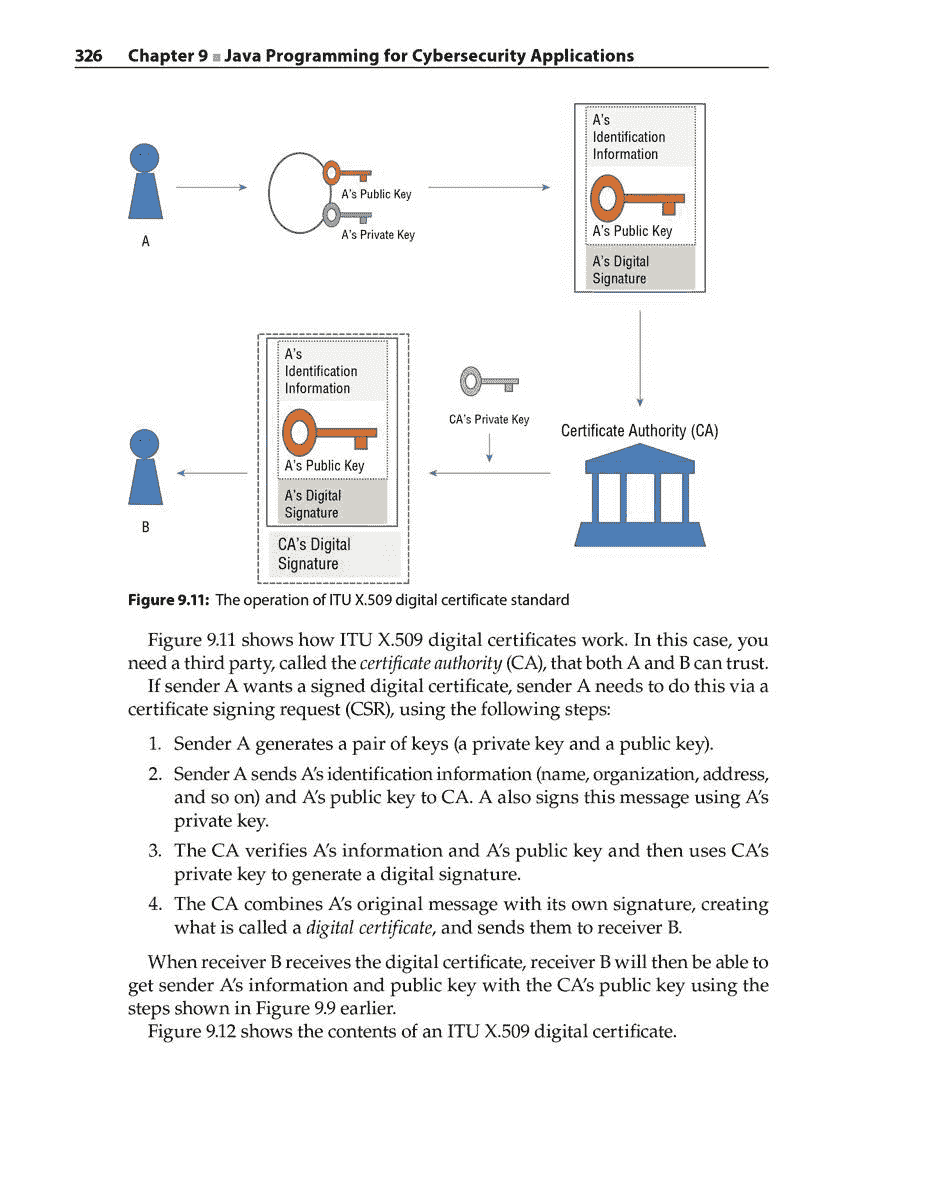 326 Chapter 9 ■ Java Programming for Cybersecurity Applications
A's
Identification
Information
A's Public Key
A's Private Key
A
A's Public Key
A's Digital
Signature
A's
Identification
Information
CA's Private Key
Certificate Authority (CA)
A's Public Key
A's Digital
Signature
B
CA's Digital
Signature
Figure 9.11: The operation of ITU X.509 digital certificate standard
Figure 9.11 shows how ITU X.509 digital certificates work. In this case, you
need a third party, called the certificate authority (CA), that both A and B can trust.
If sender A wants a signed digital certificate, sender A needs to do this via a
certificate signing request (CSR), using the following steps:
1. Sender A generates a pair of keys (a private key and a public key).
2. Sender A sends A's identification information (name, organization, address,
and so on) and A's public key to CA. A also signs this message using A's
private key.
3. The CA verifies A's information and A's public key and then uses CA's
private key to generate a digital signature.
4. The CA combines A's original message with its own signature, creating
what is called a digital certificate, and sends them to receiver B.
When receiver B receives the digital certificate, receiver B will then be able to
get sender A's information and public key with the CA's public key using the
steps shown in Figure 9.9 earlier.
Figure 9.12 shows the contents of an ITU X.509 digital certificate.